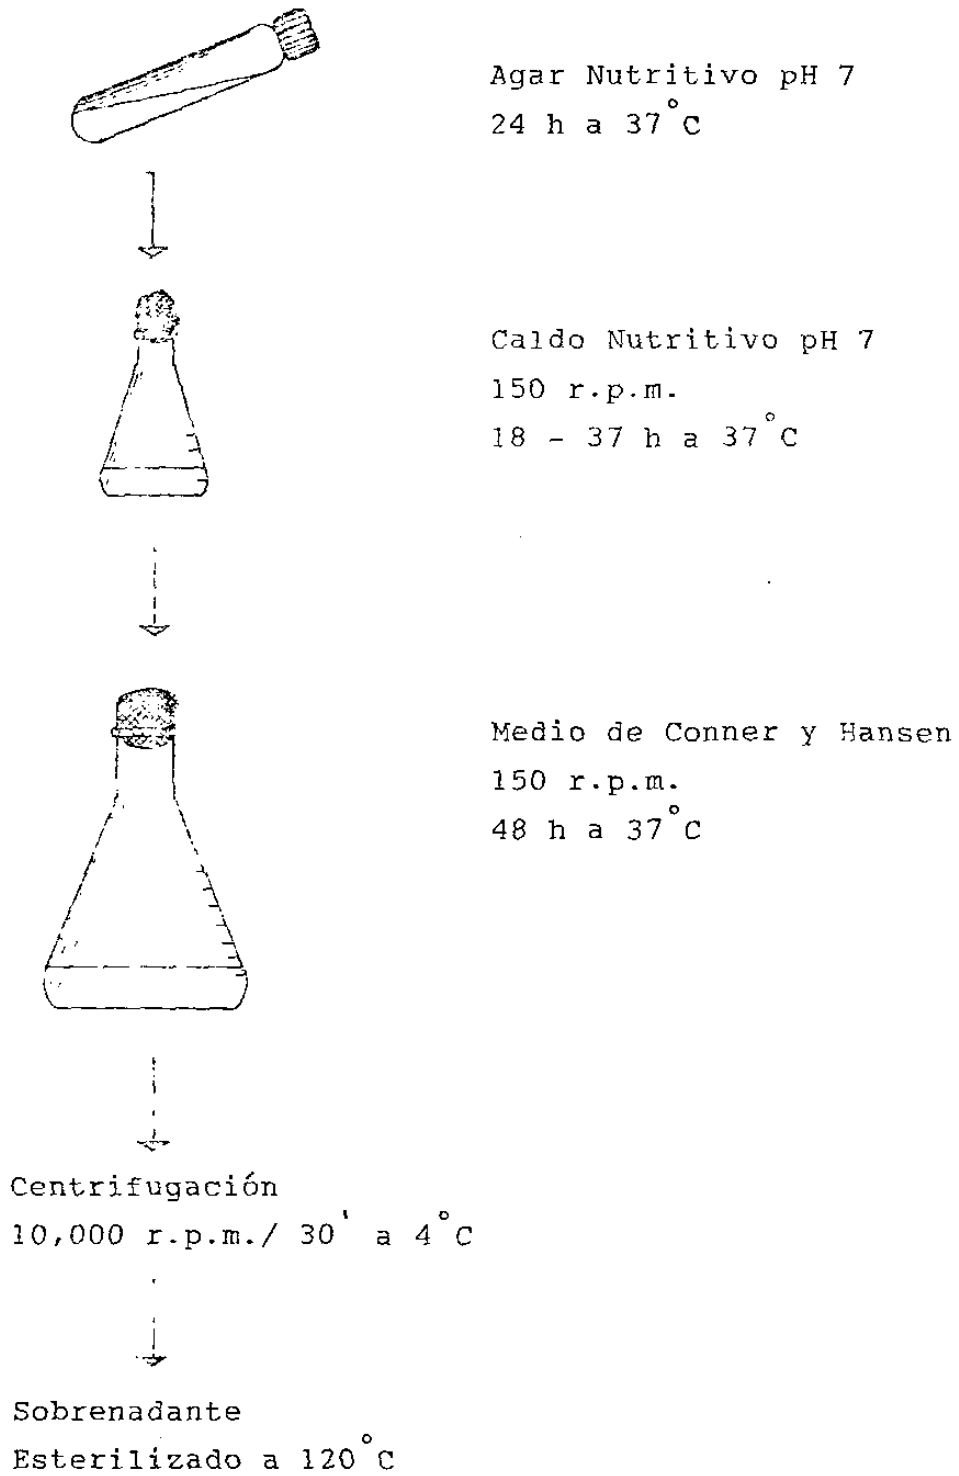 Agar Nutritivo pH 7
24 h a 37°C
Caldo Nutritivo pH 7
150 r.p.m.
18 - 37 h a 37°C
Medio de Conner y Hansen
150 r.p.m.
48 h a 37°C
Centrifugación
10,000 r.p.m./ 30' a 4°C
Sobrenadante
Esterilizado a 120°C